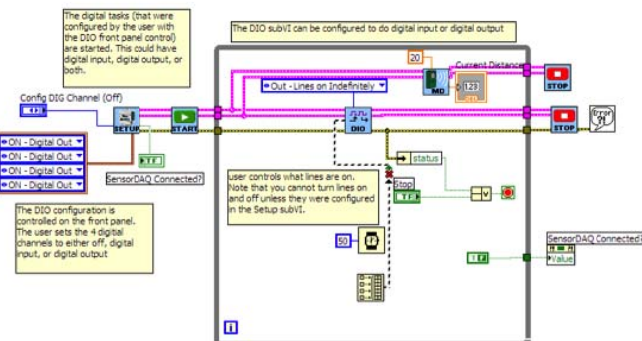 The digital tasks (that were
configured by the user with
the DIO front panel control)
are started. This could have
digital input, digital output, or
both.
The DIO subVI can be configured to do digital input or digital output
20
Current Distance
1.23
MD
STOP
Config DIG Channel (Off)
Out - Lines on Indefinitely
SETUP
START
DIO
STOP
Error
?!
ON - Digital Out
ON - Digital Out
ON - Digital Out
ON - Digital Out
TF
SensorDAQ Connected?
status
user controls what lines are on.
Note that you cannot turn lines on
and off unless they were configured
in the Setup subVI.
Stop
TF
The DIO configuration is
controlled on the front panel.
The user sets the 4 digital
channels to either off, digital
input, or digital output
50
SensorDAQ Connected?
Value
i